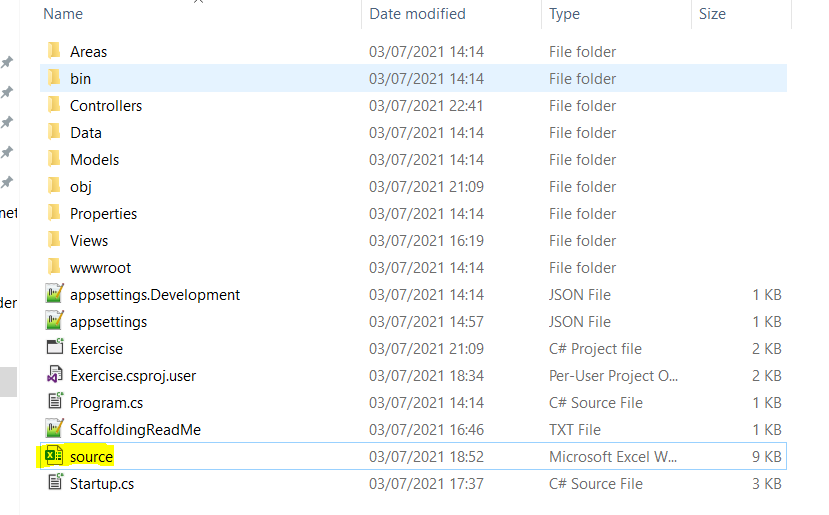 Name Date modified Type Size
Areas 03/07/2021 14:14 File folder
bin 03/07/2021 14:14 File folder
Controllers 03/07/2021 22:41 File folder
Data 03/07/2021 14:14 File folder
Models 03/07/2021 14:14 File folder
obj 03/07/2021 21:09 File folder
net Properties 03/07/2021 14:14 File folder
Views 03/07/2021 16:19 File folder
wwwroot 03/07/2021 14:14 File folder
der appsettings.Development 03/07/2021 14:14 JSON File 1 KB
appsettings 03/07/2021 14:57 JSON File 1 KB
Exercise 03/07/2021 21:09 C# Project file 2 KB
Exercise.csproj.user 03/07/2021 18:34 Per-User Project O... 2 KB
Program.cs 03/07/2021 14:14 C# Source File 1 KB
ScaffoldingReadMe 03/07/2021 16:46 TXT File 1 KB
source 03/07/2021 18:52 Microsoft Excel W... 9 KB
Startup.cs 03/07/2021 17:37 C# Source File 3 KB